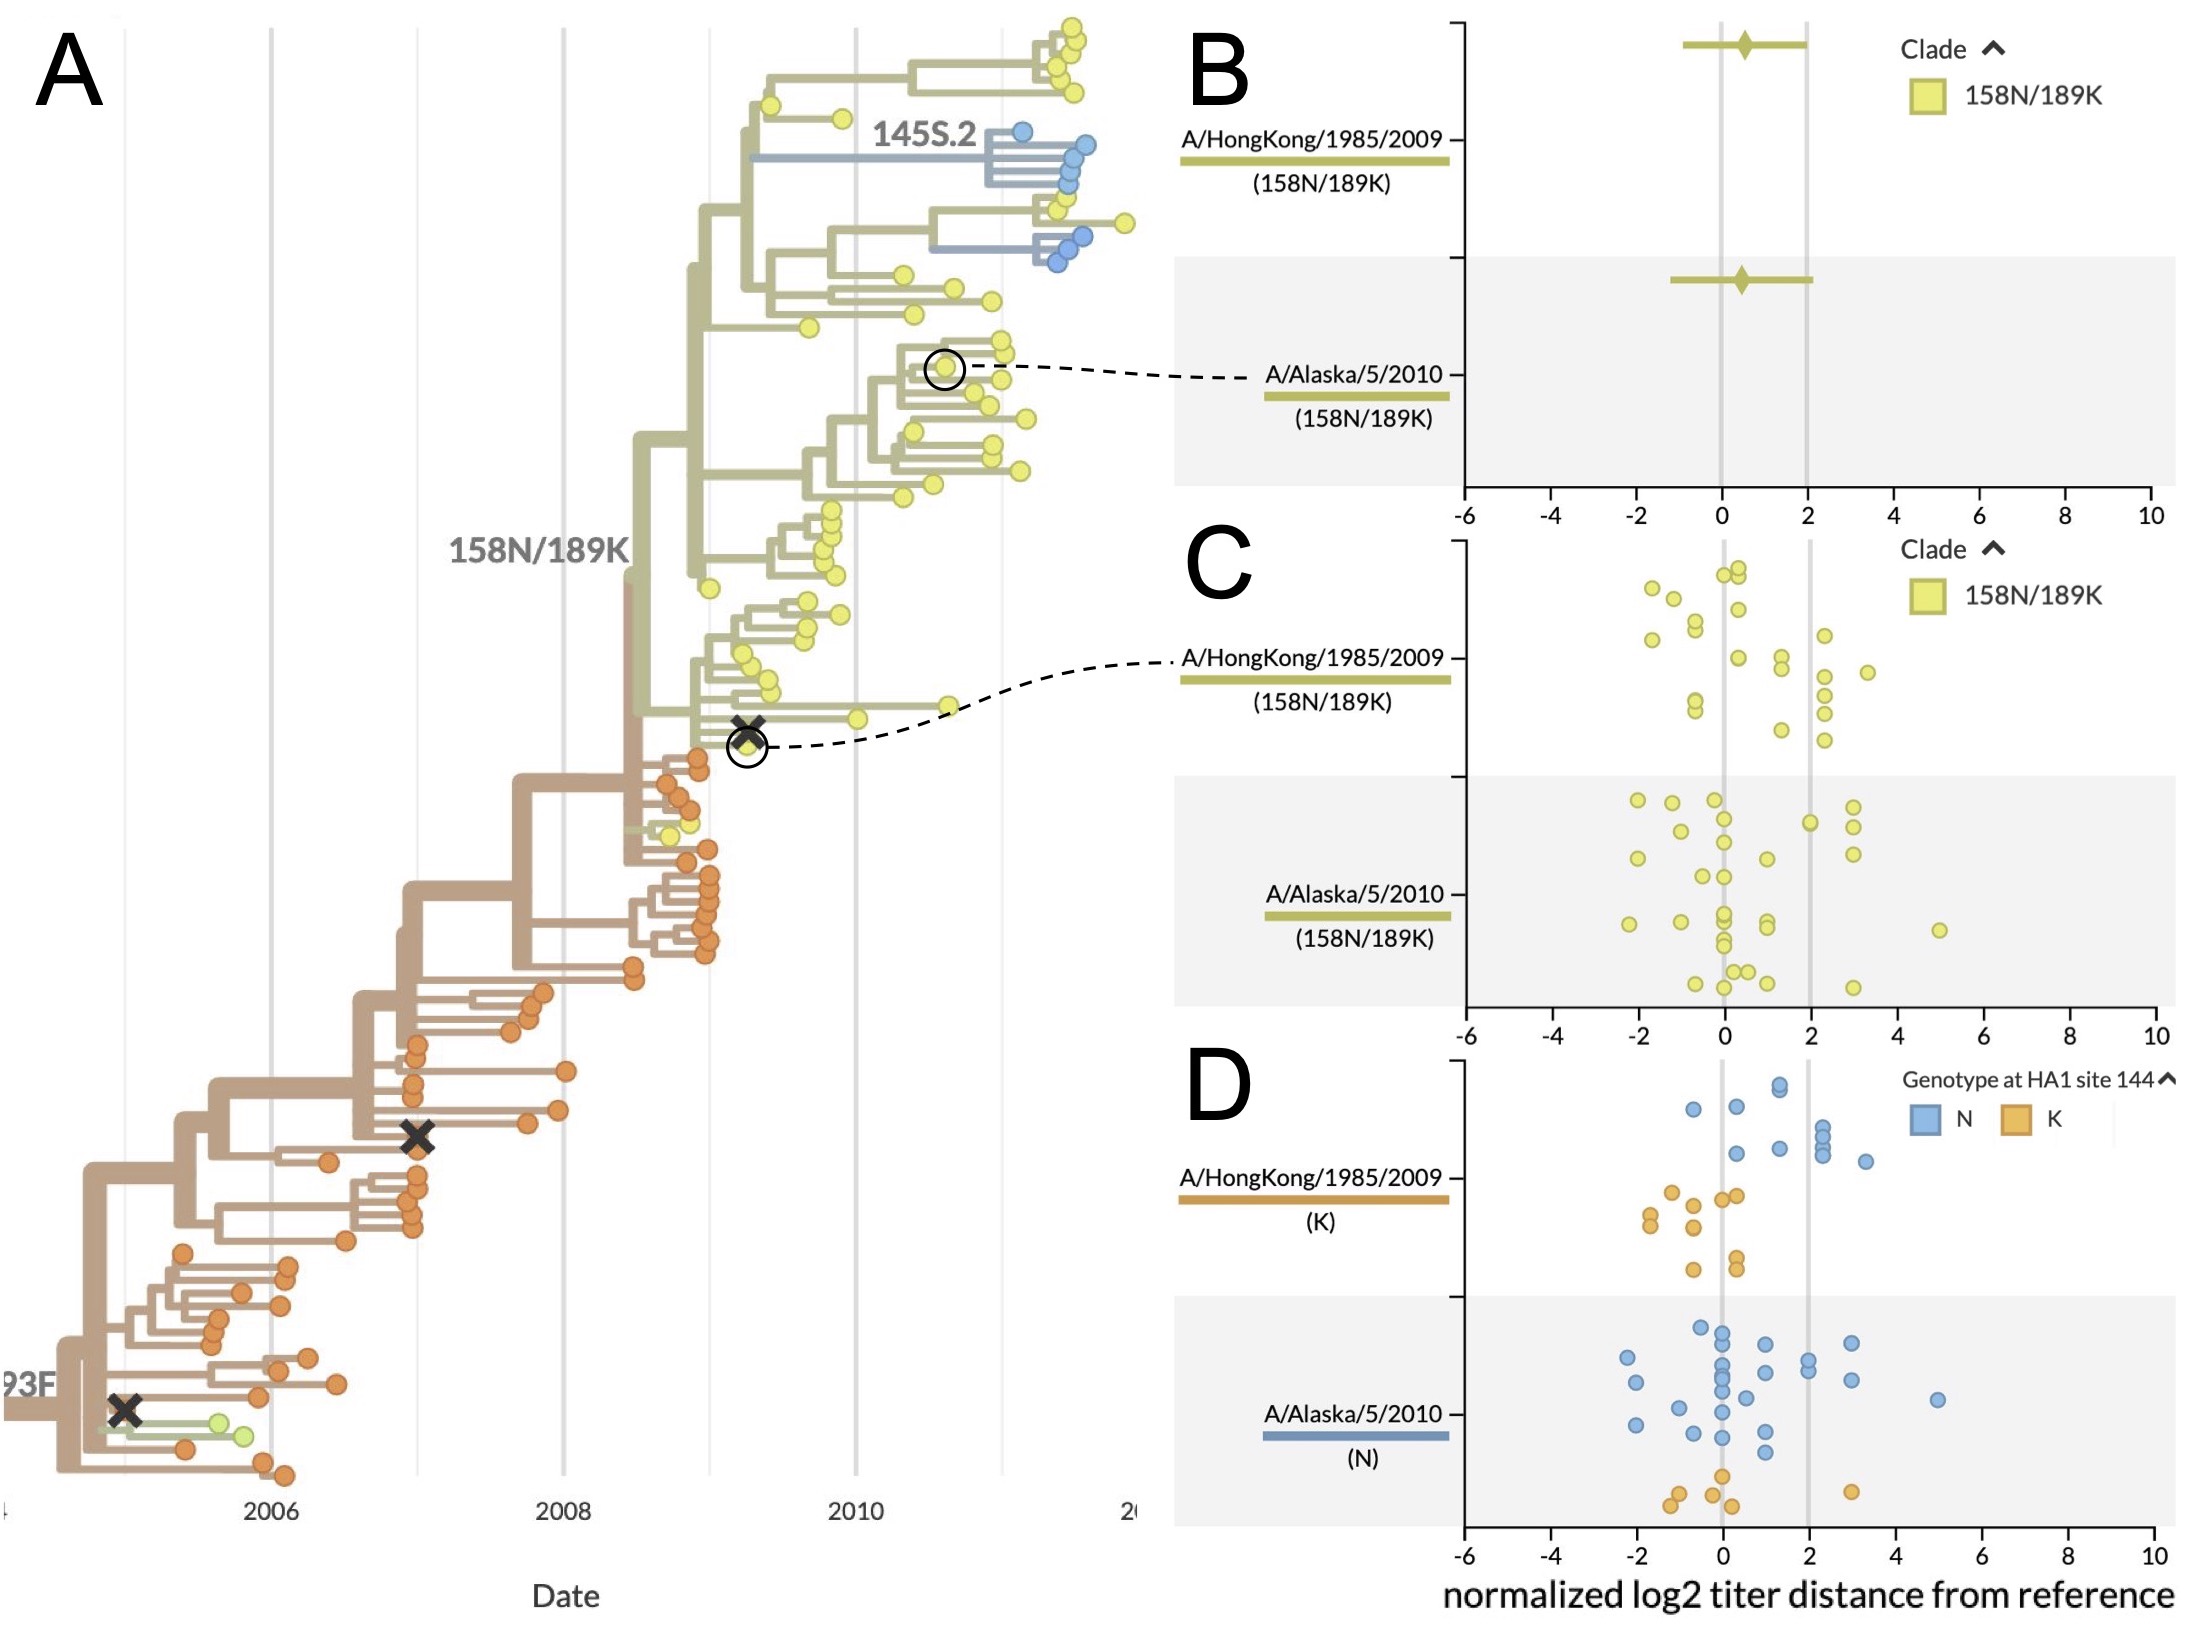 A
145S.2
158N/189K
93F
2006
2008
2010
Date
B
Clade
158N/189K
A/HongKong/1985/2009
(158N/189K)
A/Alaska/5/2010
(158N/189K)
-6 -4 -2 0 2 4 6 8 10
C
Clade
158N/189K
A/HongKong/1985/2009
(158N/189K)
A/Alaska/5/2010
(158N/189K)
-6 -4 -2 0 2 4 6 8 10
D
Genotype at HA1 site 144
N K
A/HongKong/1985/2009
(K)
A/Alaska/5/2010
(N)
-6 -4 -2 0 2 4 6 8 10
normalized log2 titer distance from reference